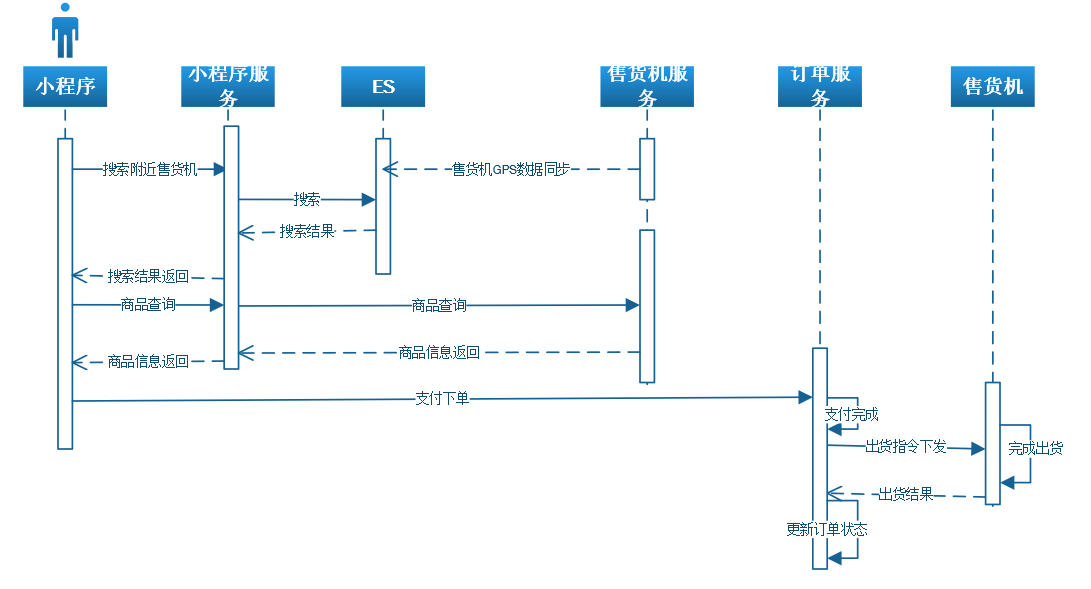 小程序
小程序服
务
ES
售货机服
务
订单服
务
售货机
搜索附近售货机
售货机GPS数据同步
搜索
搜索结果
搜索结果返回
商品查询
商品查询
商品信息返回
商品信息返回
支付下单
支付完成
出货指令下发
完成出货
出货结果
更新订单状态